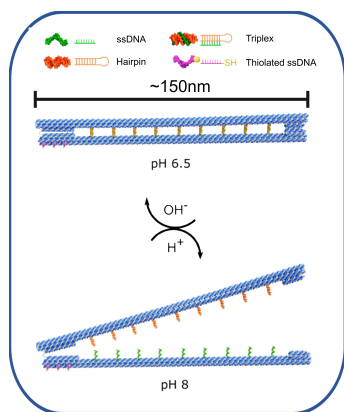 ssDNA
Triplex
Hairpin
SH
Thiolated ssDNA
~150nm
pH 6.5
OH⁻
H⁺
pH 8